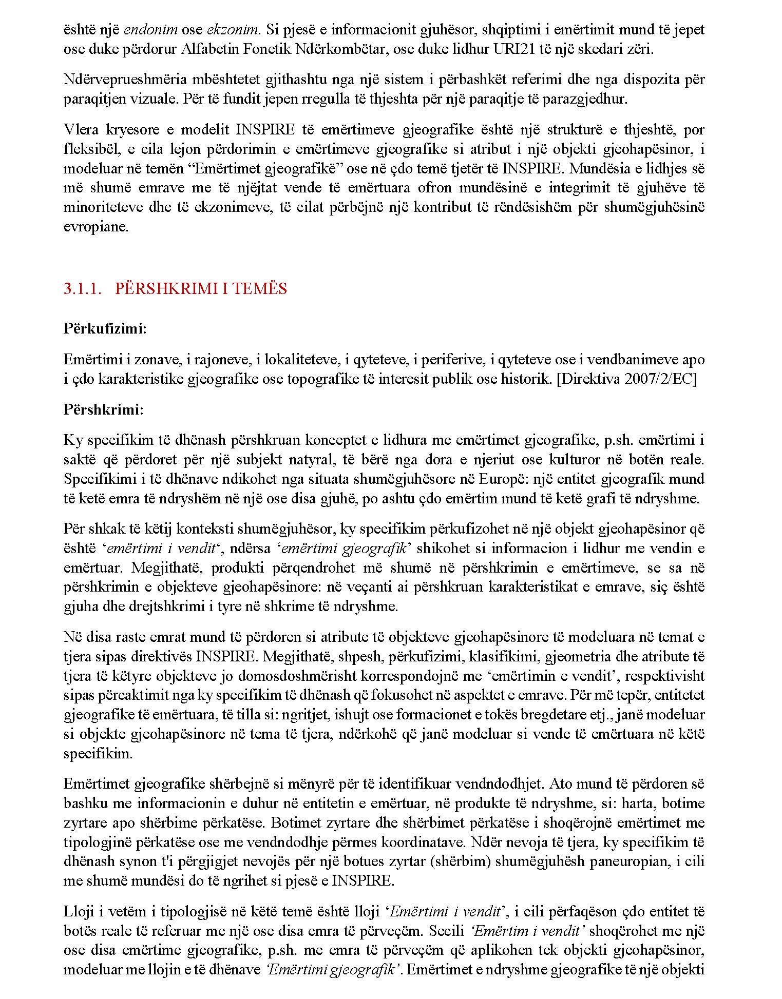 është një endonim ose ekzonim. Si pjesë e informacionit gjuhësor, shqiptimi i emërtimit mund të jepet
ose duke përdorur Alfabetin Fonetik Ndërkombëtar, ose duke lidhur URI21 të një skedari zëri.
Ndërveprueshmëria mbështetet gjithashtu nga një sistem i përbashkët referimi dhe nga dispozita për
paraqitjen vizuale. Për të fundit jepen rregulla të thjeshta për një paraqitje të parazgjedhur.
Vlera kryesore e modelit INSPIRE të emërtimeve gjeografike është një strukturë e thjeshtë, por
fleksibël, e cila lejon përdorimin e emërtimeve gjeografike si atribut i një objekti gjeohapësinor, i
modeluar në temën “Emërtimet gjeografikë” ose në çdo temë tjetër të INSPIRE. Mundësia e lidhjes së
më shumë emrave me të njëjtat vende të emërtuara ofron mundësinë e integrimit të gjuhëve të
minoriteteve dhe të ekzonimeve, të cilat përbëjnë një kontribut të rëndësishëm për shumëgjuhësinë
evropiane.
3.1.1. PËRSHKRIMI I TEMËS
Përkufizimi:
Emërtimi i zonave, i rajoneve, i lokaliteteve, i qyteteve, i periferive, i qyteteve ose i vendbanimeve apo
i çdo karakteristike gjeografike ose topografike të interesit publik ose historik. [Direktiva 2007/2/EC]
Përshkrimi:
Ky specifikim të dhënash përshkruan konceptet e lidhura me emërtimet gjeografike, p.sh. emërtimi i
saktë që përdoret për një subjekt natyral, të bërë nga dora e njeriut ose kulturor në botën reale.
Specifikimi i të dhënave ndikohet nga situata shumëgjuhësore në Europë: një entitet gjeografik mund
të ketë emra të ndryshëm në një ose disa gjuhë, po ashtu çdo emërtim mund të ketë grafi të ndryshme.
Për shkak të këtij konteksti shumëgjuhësor, ky specifikim përkufizohet në një objekt gjeohapësinor që
është ‘emërtimi i vendit‘, ndërsa ‘emërtimi gjeografik’ shikohet si informacion i lidhur me vendin e
emërtuar. Megjithatë, produkti përqendrohet më shumë në përshkrimin e emërtimeve, se sa në
përshkrimin e objekteve gjeohapësinore: në veçanti ai përshkruan karakteristikat e emrave, siç është
gjuha dhe drejtshkrimi i tyre në shkrime të ndryshme.
Në disa raste emrat mund të përdoren si atribute të objekteve gjeohapësinore të modeluara në temat e
tjera sipas direktivës INSPIRE. Megjithatë, shpesh, përkufizimi, klasifikimi, gjeometria dhe atribute të
tjera të këtyre objekteve jo domosdoshmërisht korrespondojnë me ‘emërtimin e vendit’, respektivisht
sipas përcaktimit nga ky specifikim të dhënash që fokusohet në aspektet e emrave. Për më tepër, entitetet
gjeografike të emërtuara, të tilla si: ngritjet, ishujt ose formacionet e tokës bregdetare etj., janë modeluar
si objekte gjeohapësinore në tema të tjera, ndërkohë që janë modeluar si vende të emërtuara në këtë
specifikim.
Emërtimet gjeografike shërbejnë si mënyrë për të identifikuar vendndodhjet. Ato mund të përdoren së
bashku me informacionin e duhur në entitetin e emërtuar, në produkte të ndryshme, si: harta, botime
zyrtare apo shërbime përkatëse. Botimet zyrtare dhe shërbimet përkatëse i shoqërojnë emërtimet me
tipologjinë përkatëse ose me vendndodhje përmes koordinatave. Ndër nevoja të tjera, ky specifikim të
dhënash synon t'i përgjigjet nevojës për një botues zyrtar (shërbim) shumëgjuhësh paneuropian, i cili
me shumë mundësi do të ngrihet si pjesë e INSPIRE.
Lloji i vetëm i tipologjisë në këtë temë është lloji ‘Emërtimi i vendit’, i cili përfaqëson çdo entitet të
botës reale të referuar me një ose disa emra të përveçëm. Secili ‘Emërtim i vendit’ shoqërohet me një
ose disa emërtime gjeografike, p.sh. me emra të përveçëm që aplikohen tek objekti gjeohapësinor,
modeluar me llojin e të dhënave ‘Emërtimi gjeografik’. Emërtimet e ndryshme gjeografike të një objekti